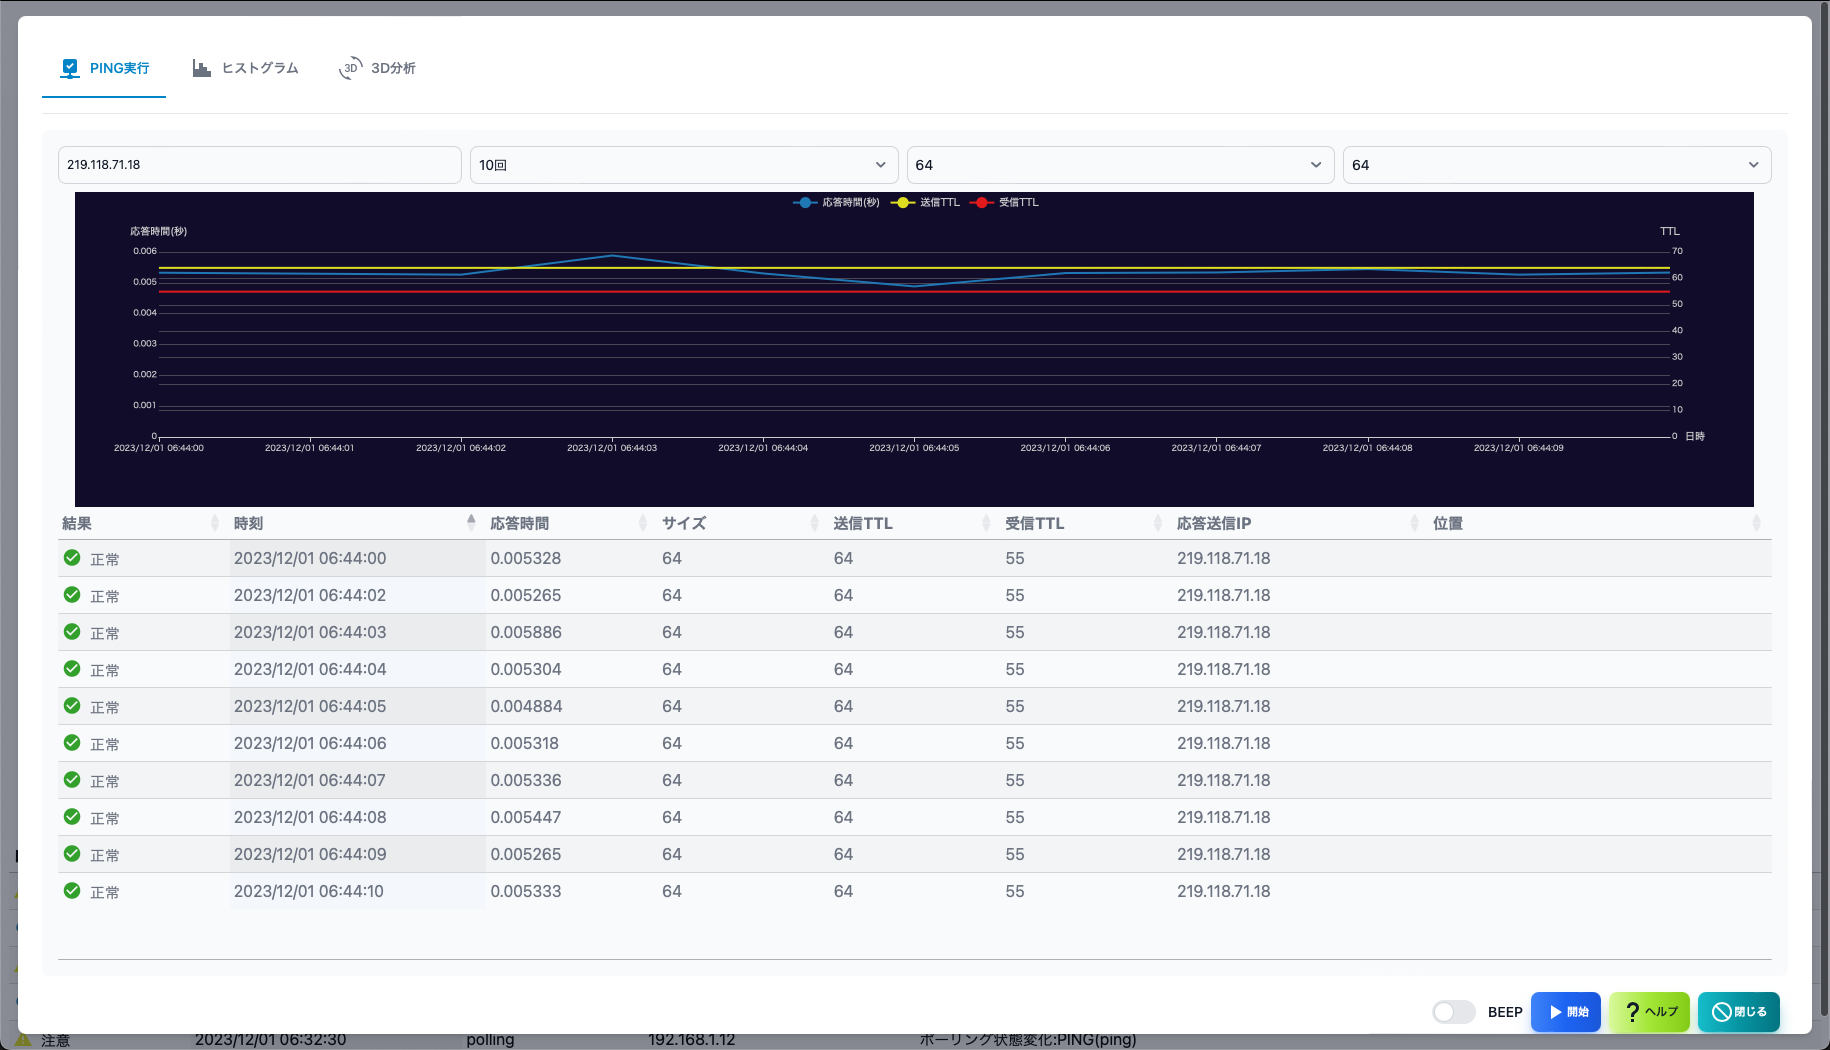 PING実行 ヒストグラム 3D 3D分析
219.118.71.18 10回 64 64
応答時間(秒) 送信TTL 受信TTL
応答時間(秒) TTL
0.006 70
0.005 60
0.004 50
0.003 40
0.002 30
0.001 20
10
0 0 日時
2023/12/01 06:44:00 2023/12/01 06:44:01 2023/12/01 06:44:02 2023/12/01 06:44:03 2023/12/01 06:44:04 2023/12/01 06:44:05 2023/12/01 06:44:06 2023/12/01 06:44:07 2023/12/01 06:44:08 2023/12/01 06:44:09
結果 時刻 応答時間 サイズ 送信TTL 受信TTL 応答送信IP 位置
正常 2023/12/01 06:44:00 0.005328 64 64 55 219.118.71.18
正常 2023/12/01 06:44:02 0.005265 64 64 55 219.118.71.18
正常 2023/12/01 06:44:03 0.005886 64 64 55 219.118.71.18
正常 2023/12/01 06:44:04 0.005304 64 64 55 219.118.71.18
正常 2023/12/01 06:44:05 0.004884 64 64 55 219.118.71.18
正常 2023/12/01 06:44:06 0.005318 64 64 55 219.118.71.18
正常 2023/12/01 06:44:07 0.005336 64 64 55 219.118.71.18
正常 2023/12/01 06:44:08 0.005447 64 64 55 219.118.71.18
正常 2023/12/01 06:44:09 0.005265 64 64 55 219.118.71.18
正常 2023/12/01 06:44:10 0.005333 64 64 55 219.118.71.18
BEEP 開始 ? ヘルプ 閉じる
注意 2023/12/01 06:32:30 polling 192.168.1.12 ポーリング状態変化:PING(ping)